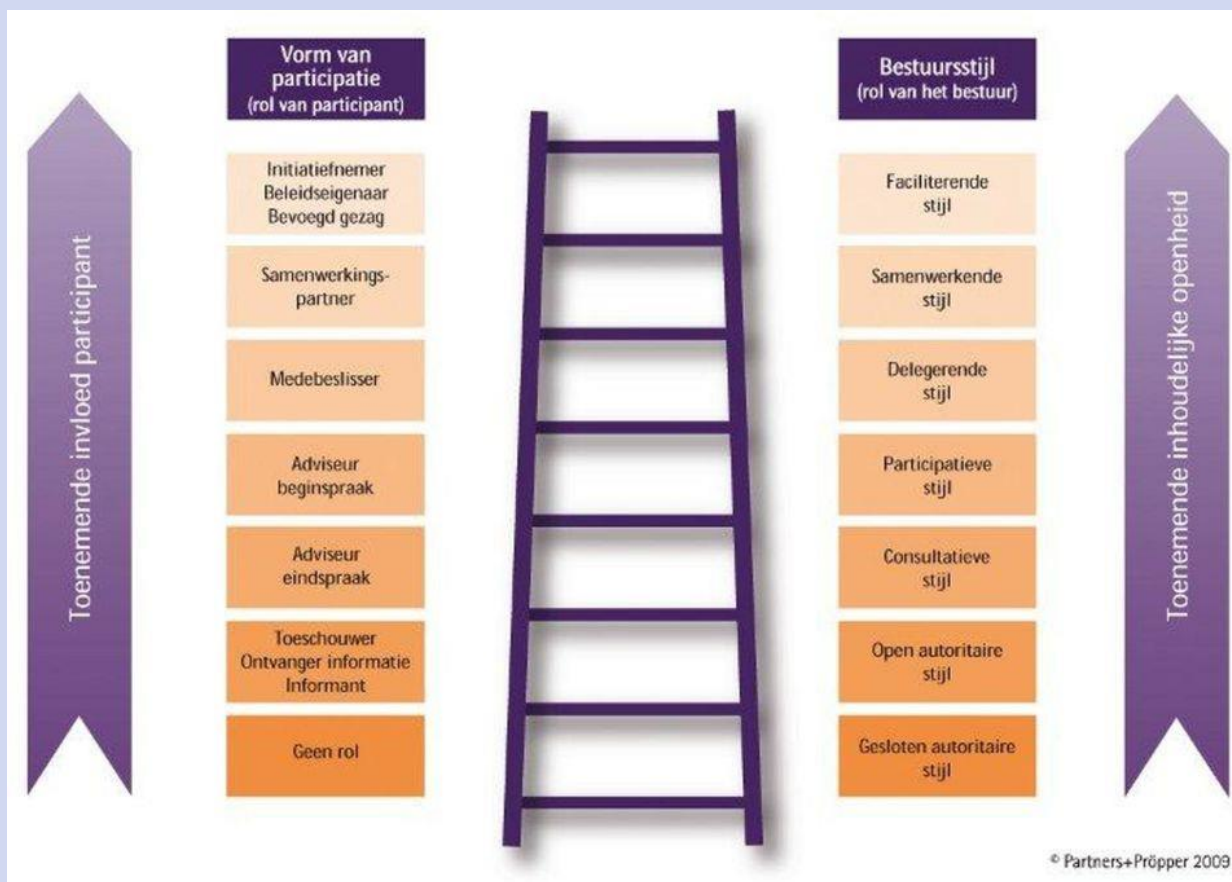 Vorm van
participatie
(rol van participant)
Bestuursstijl
(rol van het bestuur)
Toenemende invloed participant
Initiatiefnemer
Beleidseigenaar
Bevoegd gezag
Faciliterende
stijl
Samenwerkings-
partner
Samenwerkende
stijl
Medebeslisser
Delegerende
stijl
Adviseur
beginspraak
Participatieve
stijl
Adviseur
eindspraak
Consultatieve
stijl
Toeschouwer
Ontvanger informatie
Informant
Open autoritaire
stijl
Geen rol
Gesloten autoritaire
stijl
Toenemende inhoudelijke openheid
© Partners+Pröpper 2009